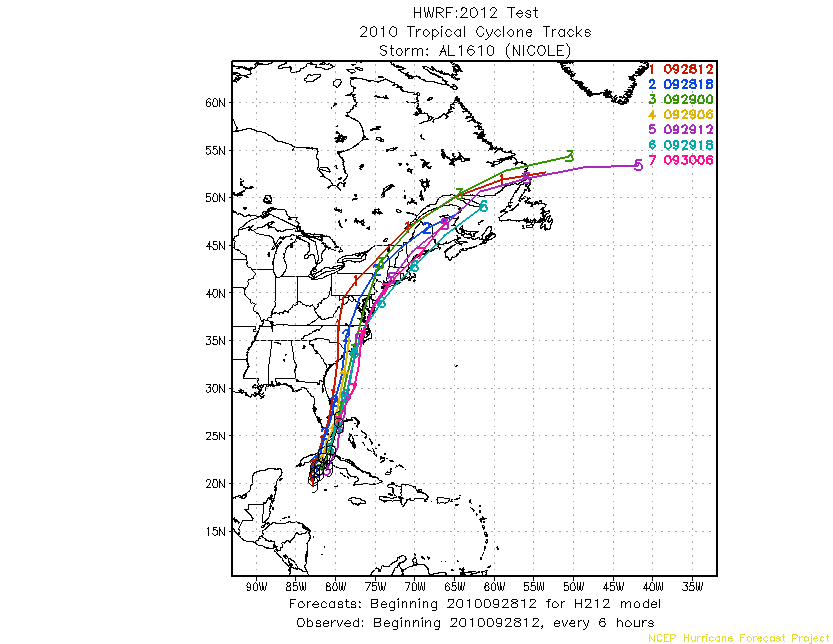 HWRF:2012 Test
2010 Tropical Cyclone Tracks
Storm: AL1610 (NICOLE)
1 092812
2 092818
3 092900
4 092906
5 092912
6 092918
7 093006
60N
55N
50N
45N
40N
35N
30N
25N
20N
15N
90W 85W 80W 75W 70W 65W 60W 55W 50W 45W 40W 35W
Forecasts: Beginning 2010092812 for H212 model
Observed: Beginning 2010092812, every 6 hours
NCEP Hurricane Forecast Project